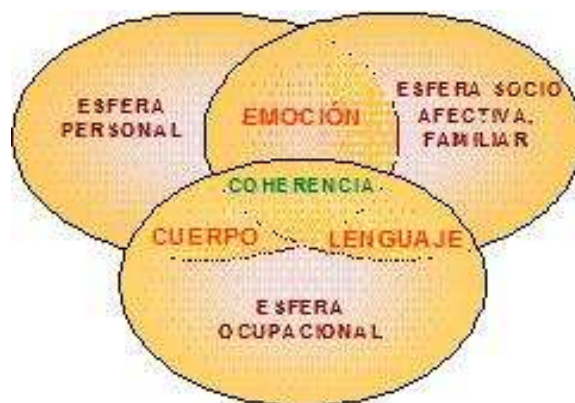 ESFERA
PERSONAL
EMOCIÓN
ESFERA SOCIO
AFECTIVA,
FAMILIAR
COHERENCIA
CUERPO
LENGUAJE
ESFERA
OCUPACIONAL